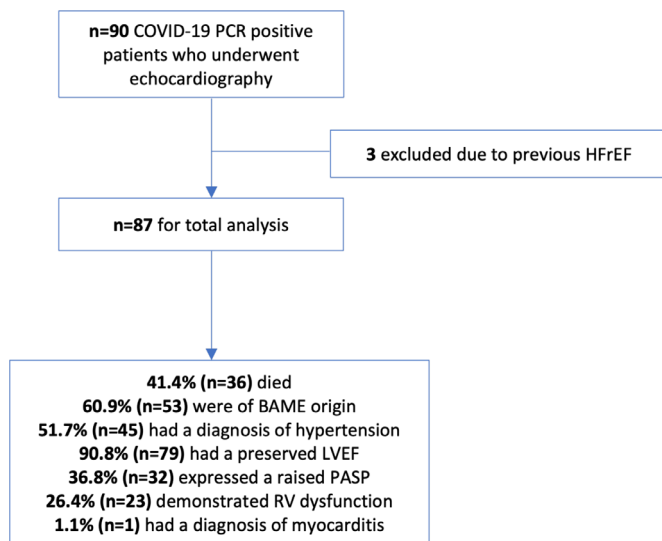 n=90 COVID-19 PCR positive
patients who underwent
echocardiography
3 excluded due to previous HFrEF
n=87 for total analysis
41.4% (n=36) died
60.9% (n=53) were of BAME origin
51.7% (n=45) had a diagnosis of hypertension
90.8% (n=79) had a preserved LVEF
36.8% (n=32) expressed a raised PASP
26.4% (n=23) demonstrated RV dysfunction
1.1% (n=1) had a diagnosis of myocarditis